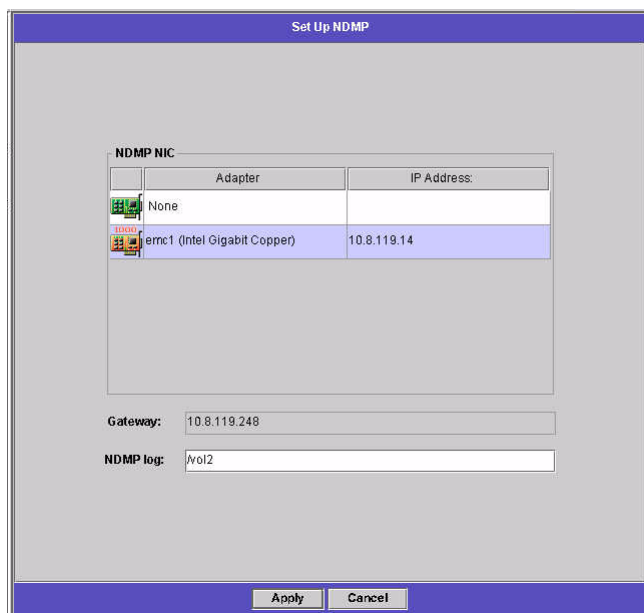 Set Up NDMP
NDMP NIC
Adapter IP Address:
None
1000
emc1 (Intel Gigabit Copper) 10.8.119.14
Gateway: 10.8.119.248
NDMP log: /vol2
Apply Cancel